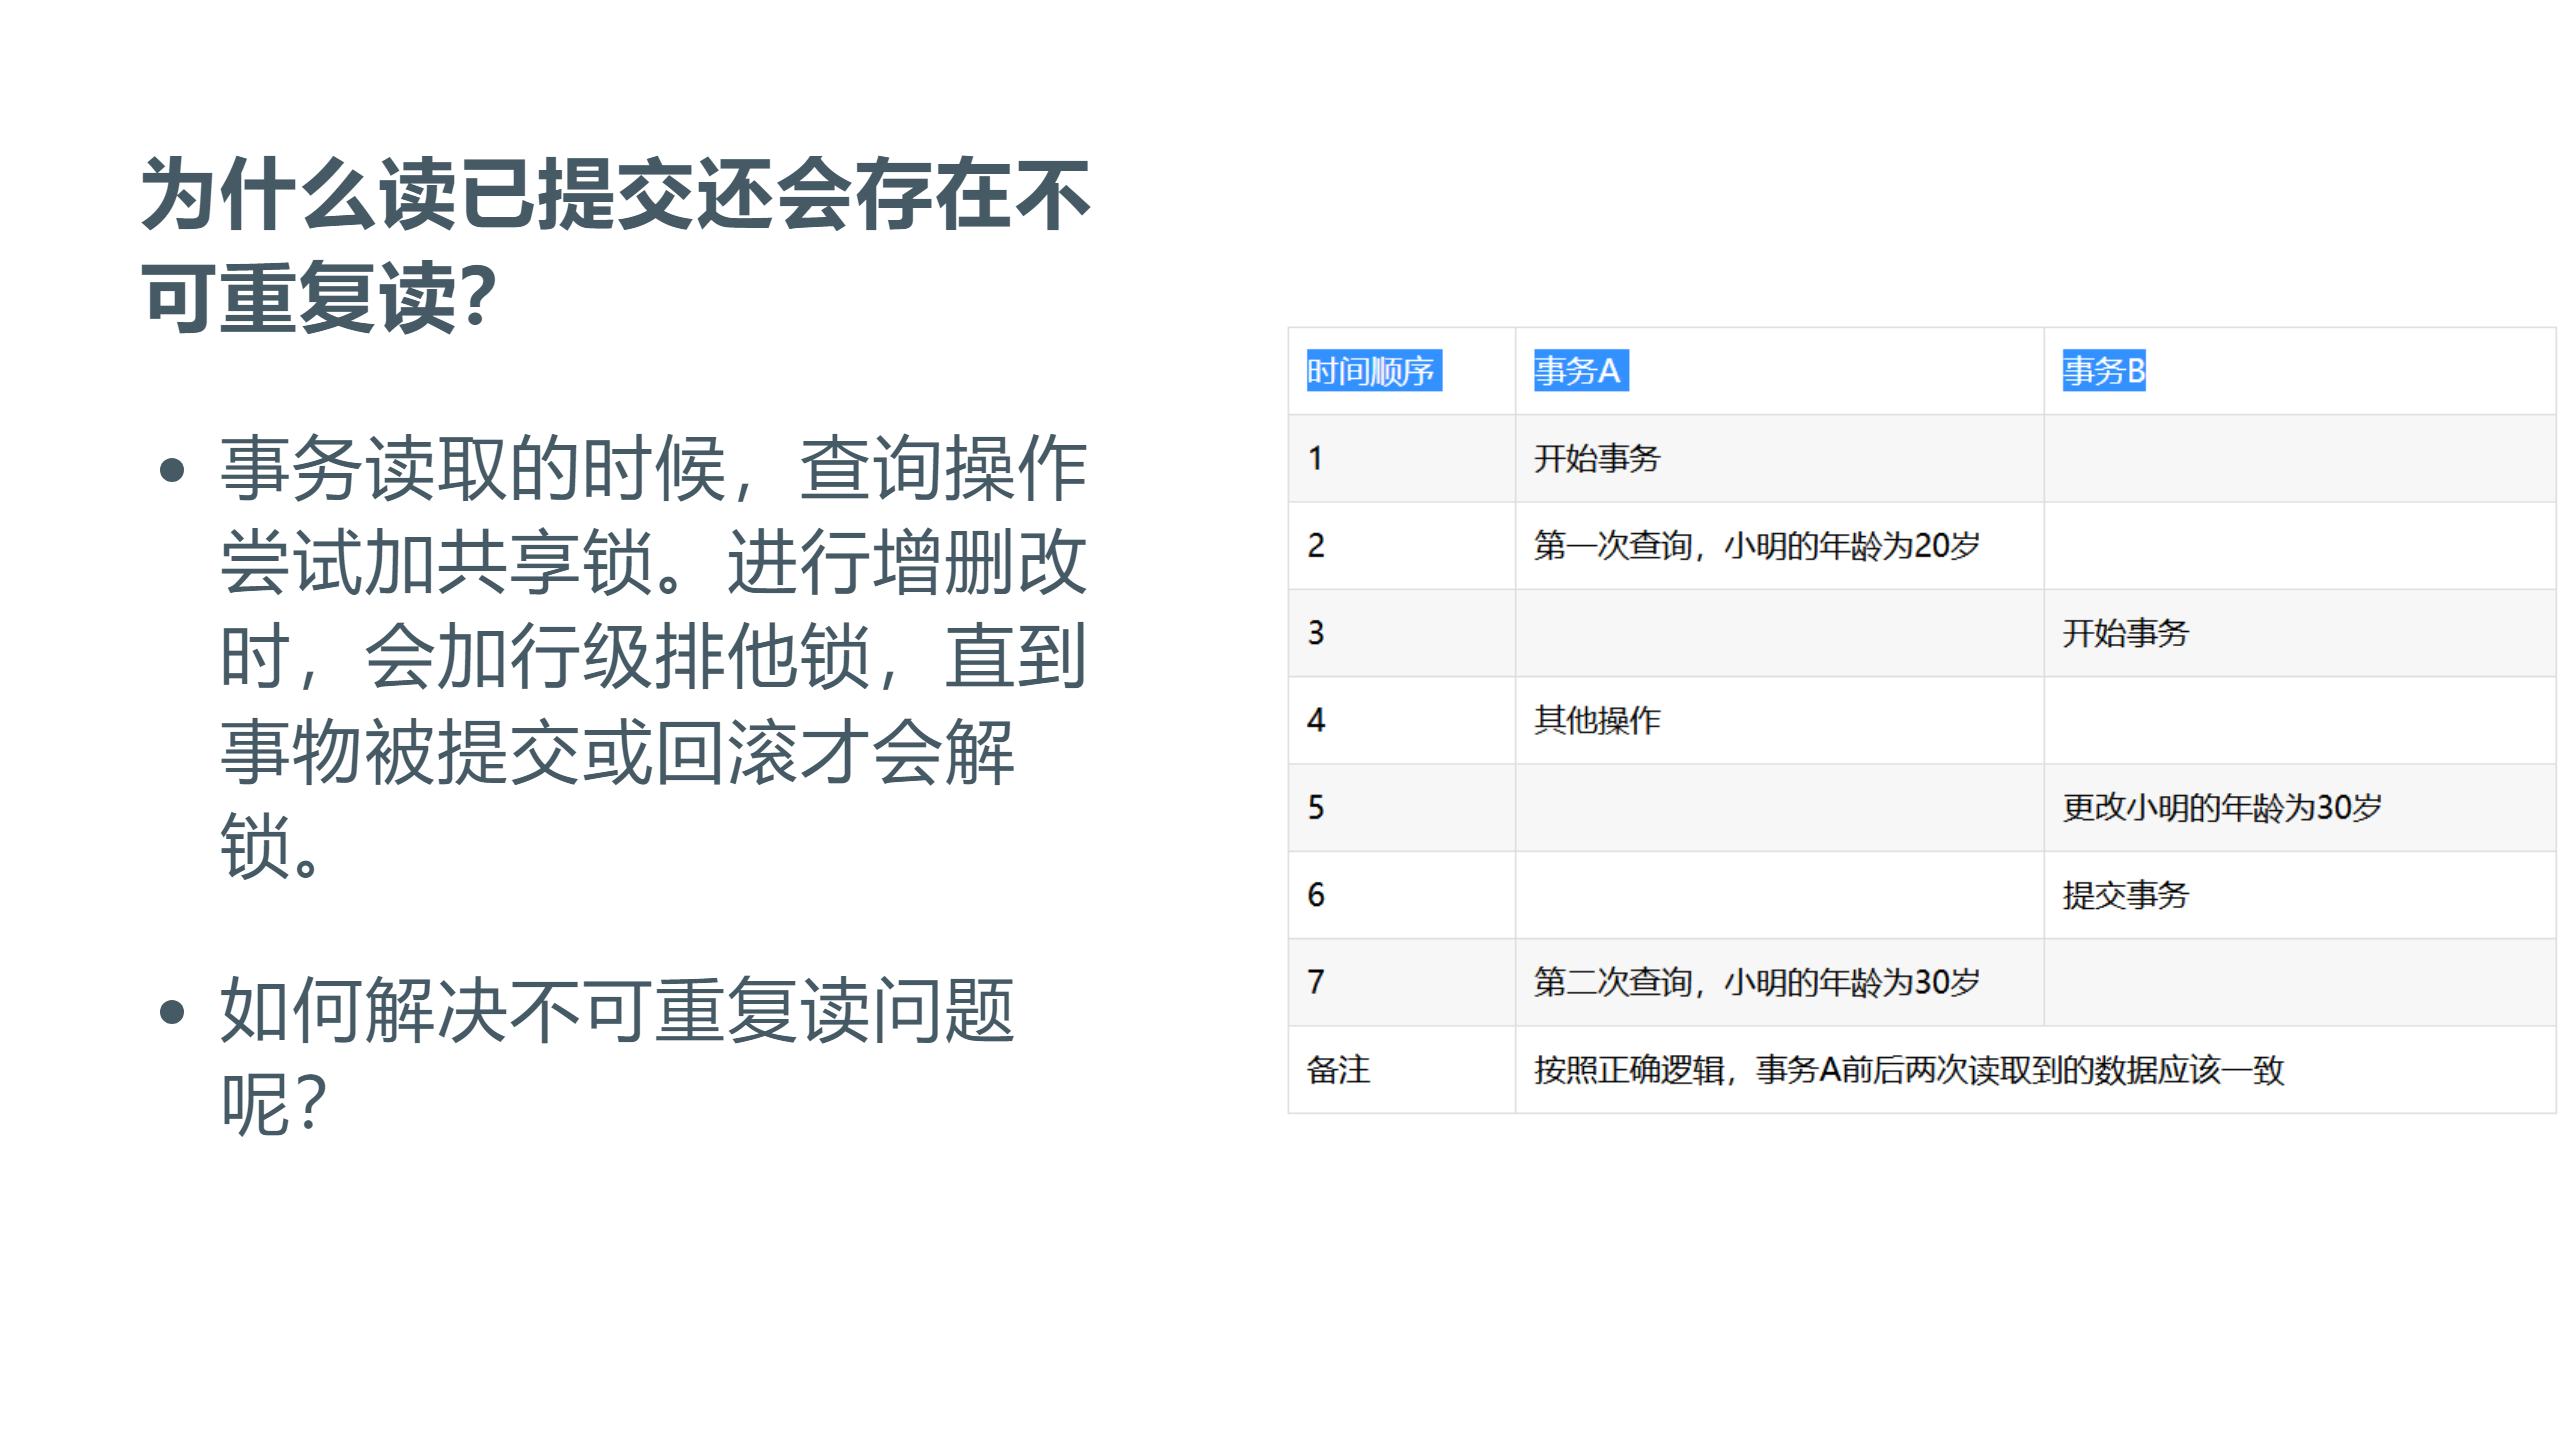 为什么读已提交还会存在不
可重复读？
• 事务读取的时候，查询操作
尝试加共享锁。进行增删改
时，会加行级排他锁，直到
事物被提交或回滚才会解
锁。
• 如何解决不可重复读问题
呢？
时间顺序 事务A 事务B
1 开始事务
2 第一次查询，小明的年龄为20岁
3 开始事务
4 其他操作
5 更改小明的年龄为30岁
6 提交事务
7 第二次查询，小明的年龄为30岁
备注 按照正确逻辑，事务A前后两次读取到的数据应该一致